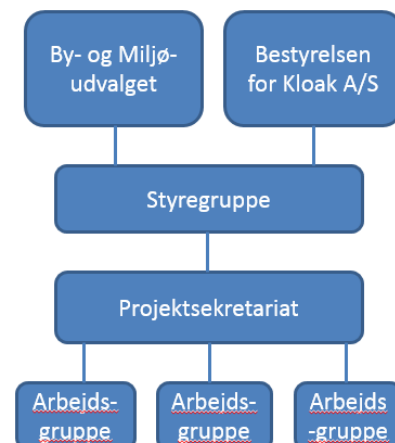 By- og Miljø-
udvalget
Bestyrelsen
for Kloak A/S
Styregruppe
Projektsekretariat
Arbejds-
gruppe
Arbejds-
gruppe
Arbejds
-gruppe